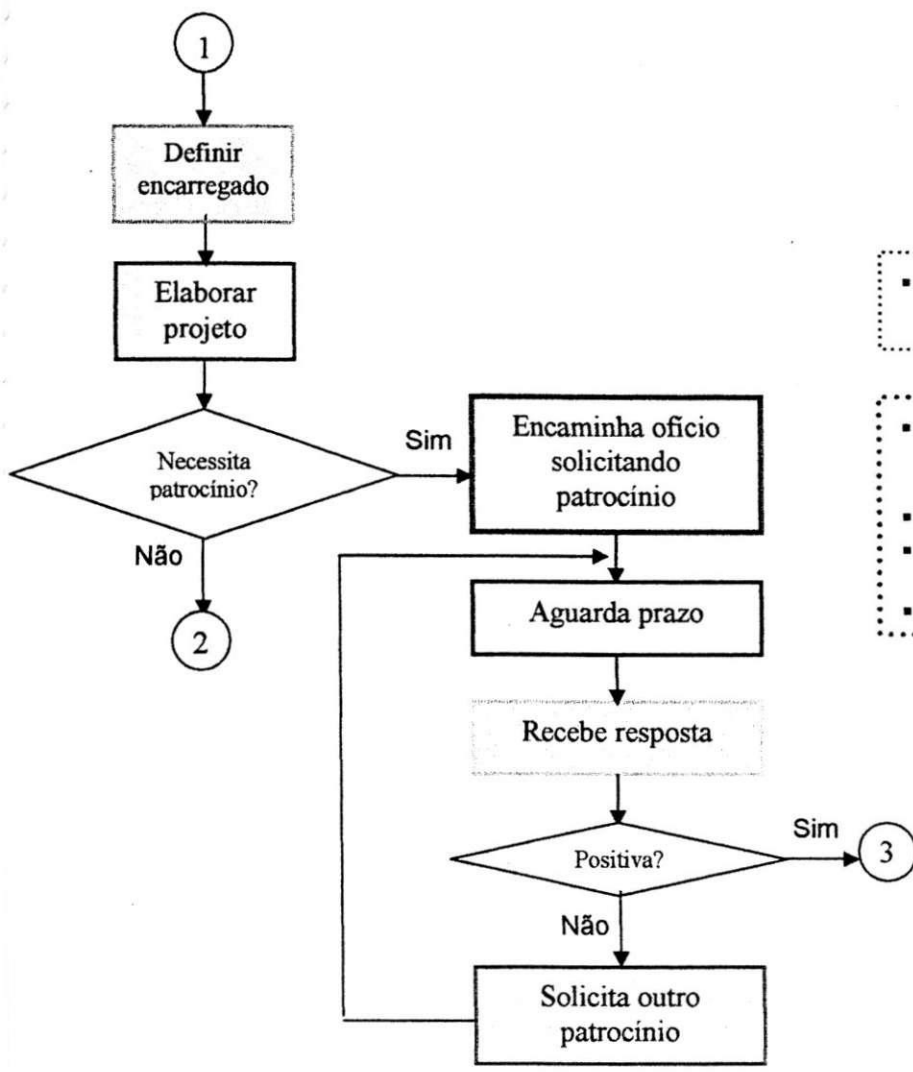 1
Definir
encarregado
Elaborar
projeto
Necessita
patrocínio?
Sim
Não
2
Encaminha ofício
solicitando
patrocínio
Aguarda prazo
Recebe resposta
Positiva?
Sim
3
Não
Solicita outro
patrocínio